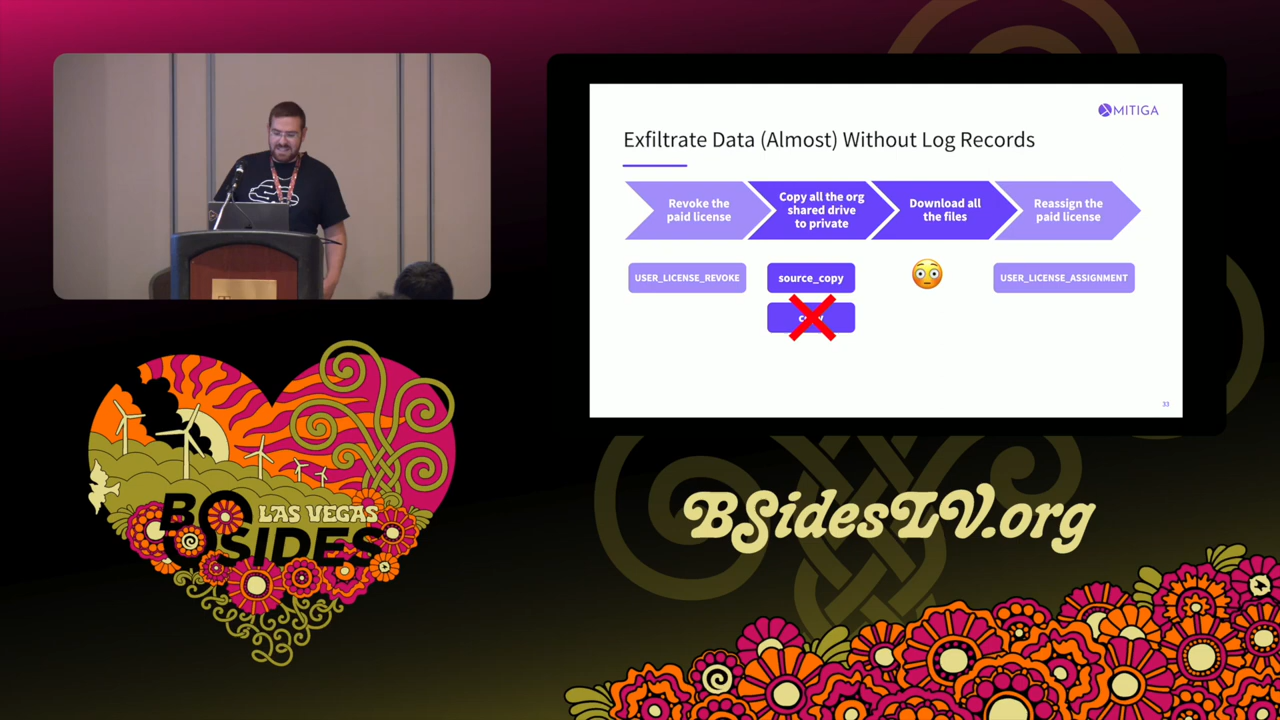 MITIGA
Exfiltrate Data (Almost) Without Log Records
Revoke the
paid license
Copy all the org
shared drive
to private
Download all
the files
Reassign the
paid license
USER_LICENSE_REVOKE
source_copy
USER_LICENSE_ASSIGNMENT
33
LAS VEGAS
BSIDES
23
BSidesLV.org